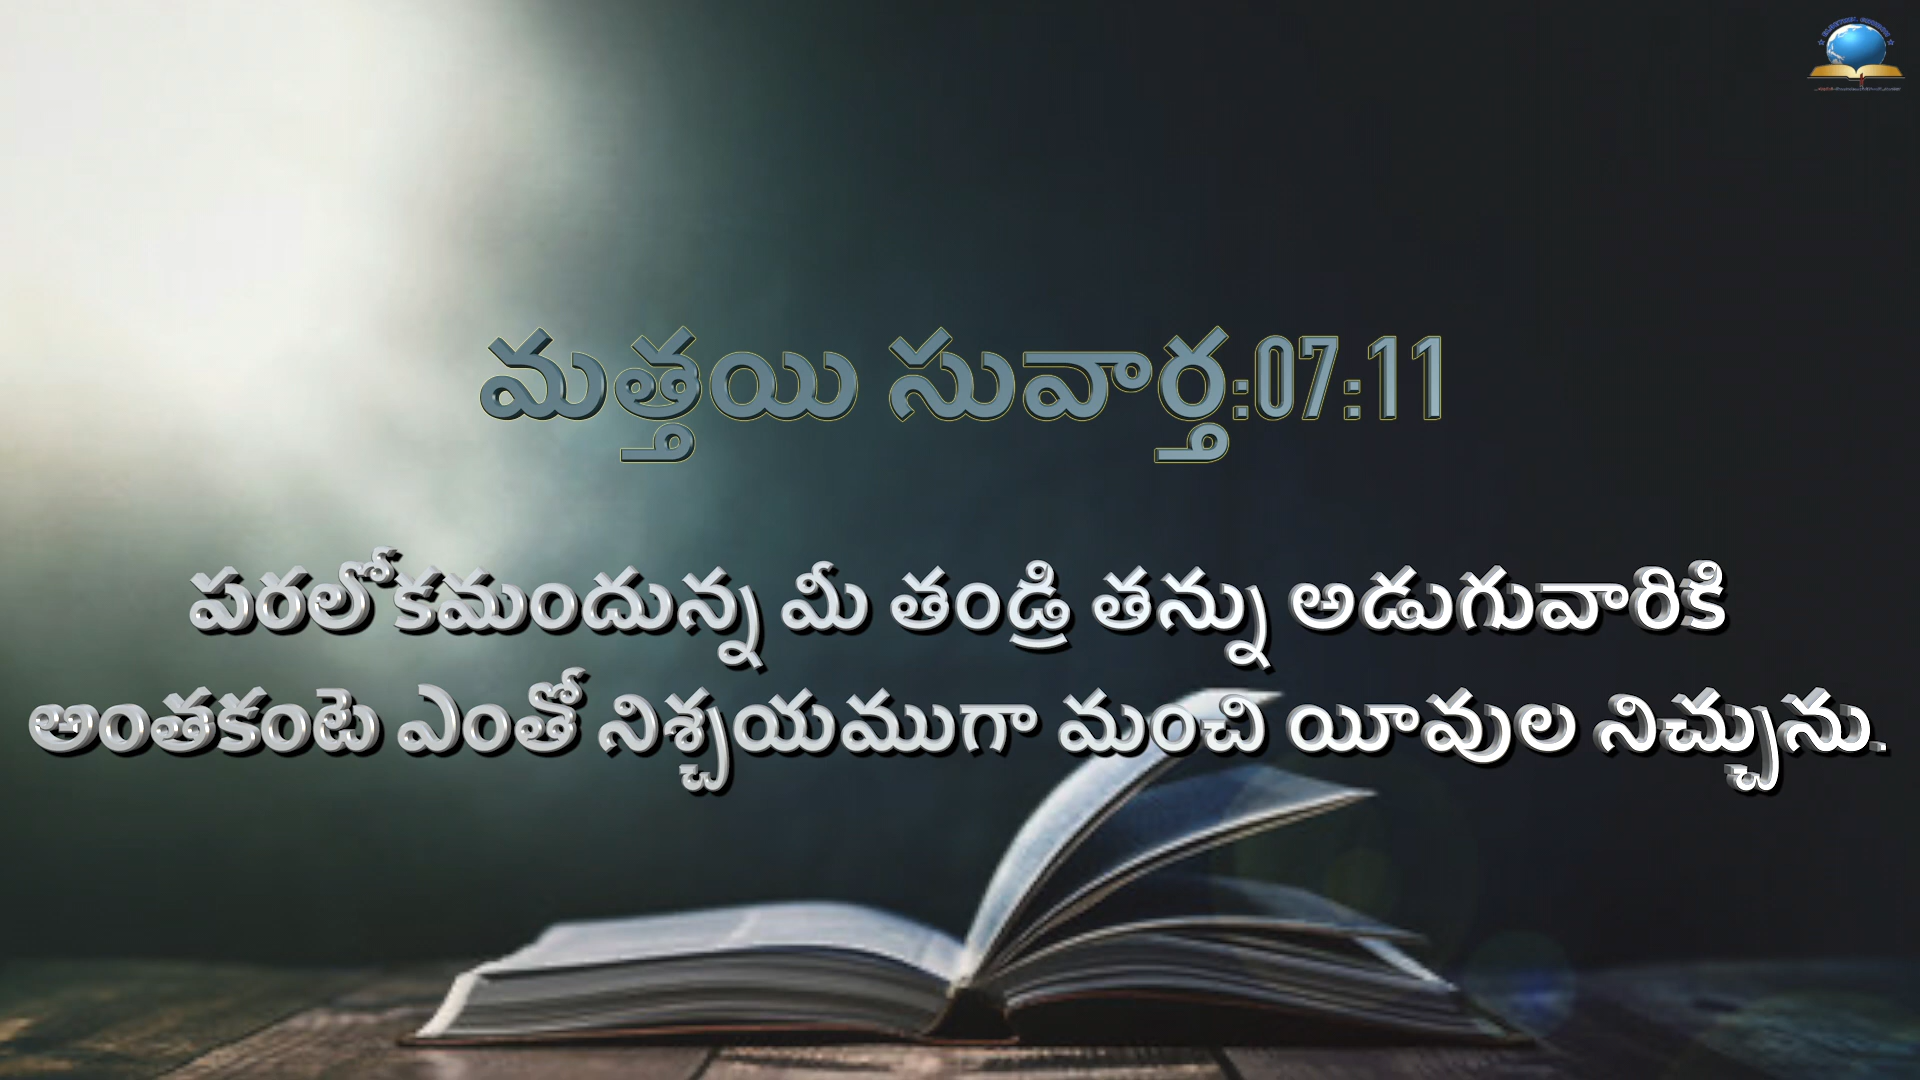 మత్తయి సువార్త:07:11
పరలోకమందున్న మీ తండ్రి తన్ను అడుగువారికి
అంతకంటె ఎంతో నిశ్చయముగా మంచి యీవుల నిచ్చును.